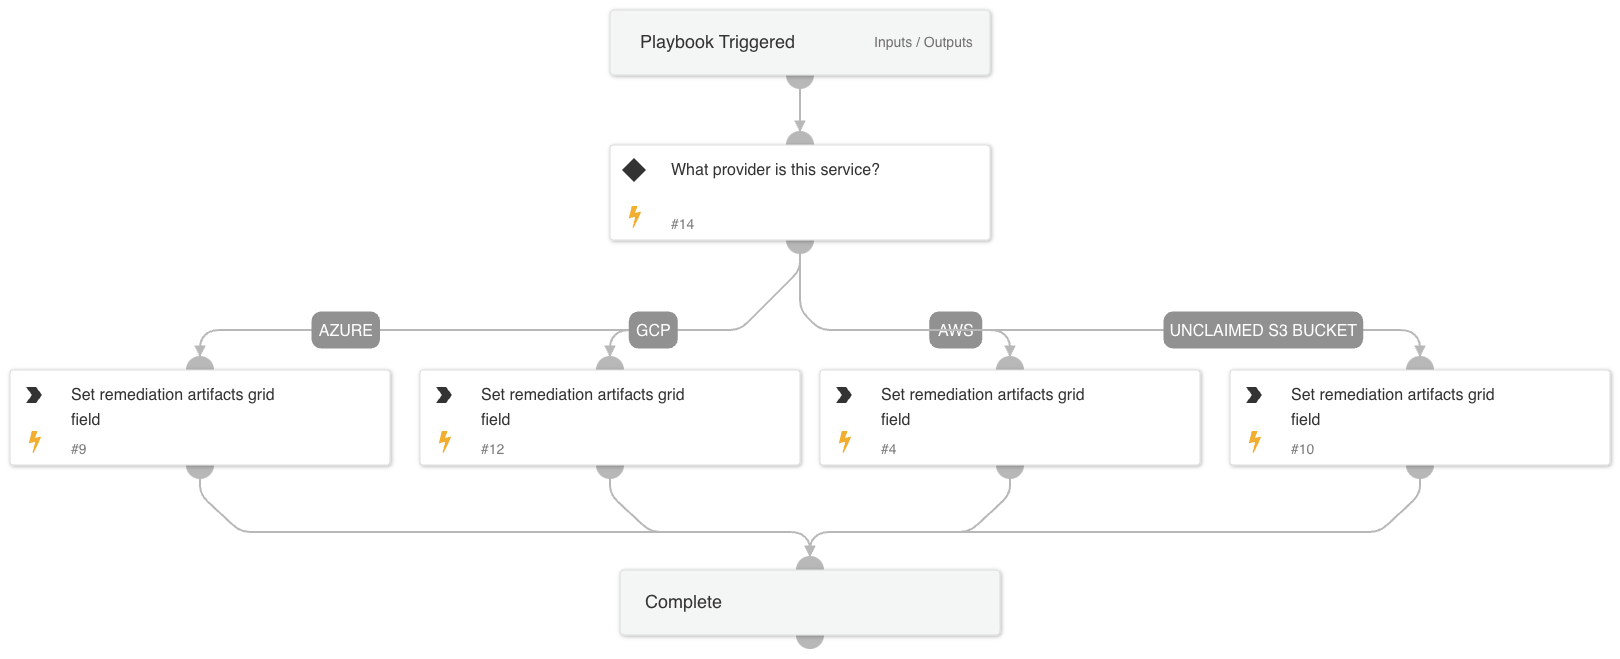 Playbook Triggered
Inputs / Outputs
What provider is this service?
#14
AZURE
GCP
AWS
UNCLAIMED S3 BUCKET
Set remediation artifacts grid
field
#9
Set remediation artifacts grid
field
#12
Set remediation artifacts grid
field
#4
Set remediation artifacts grid
field
#10
Complete